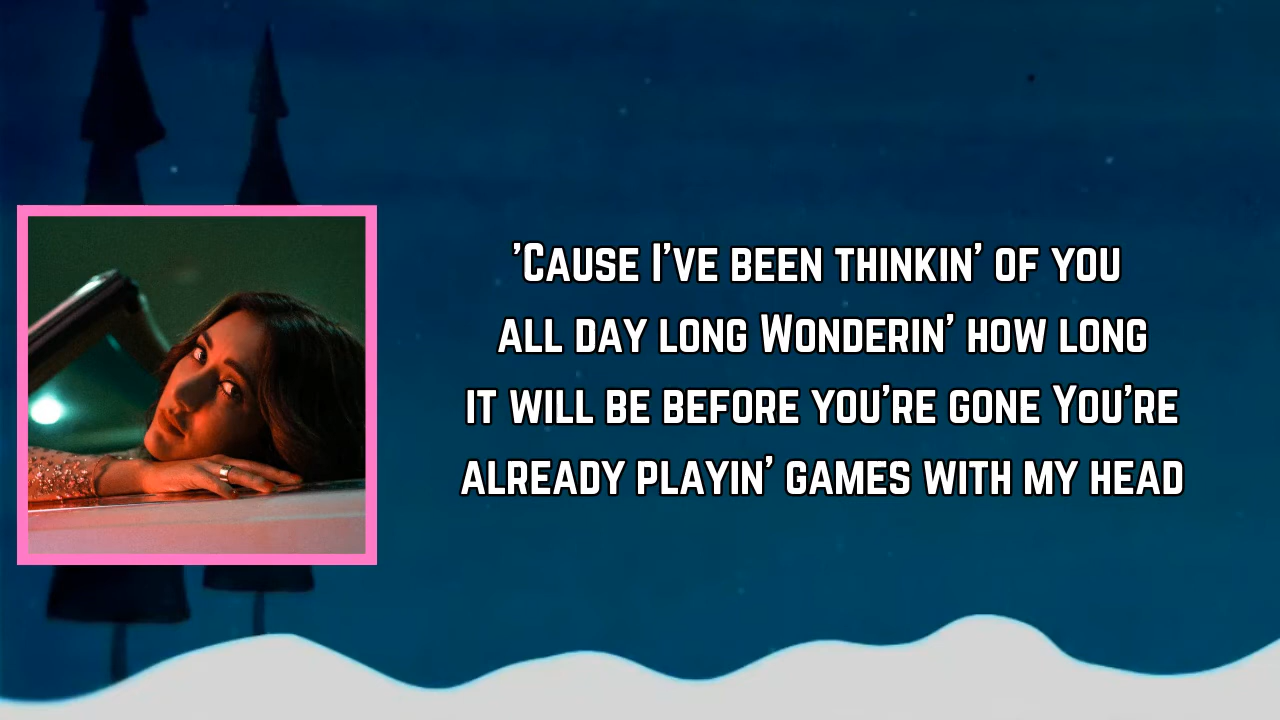 'Cause I've been thinkin' of you
all day long Wonderin' how long
it will be before you're gone You're
already playin' games with my head